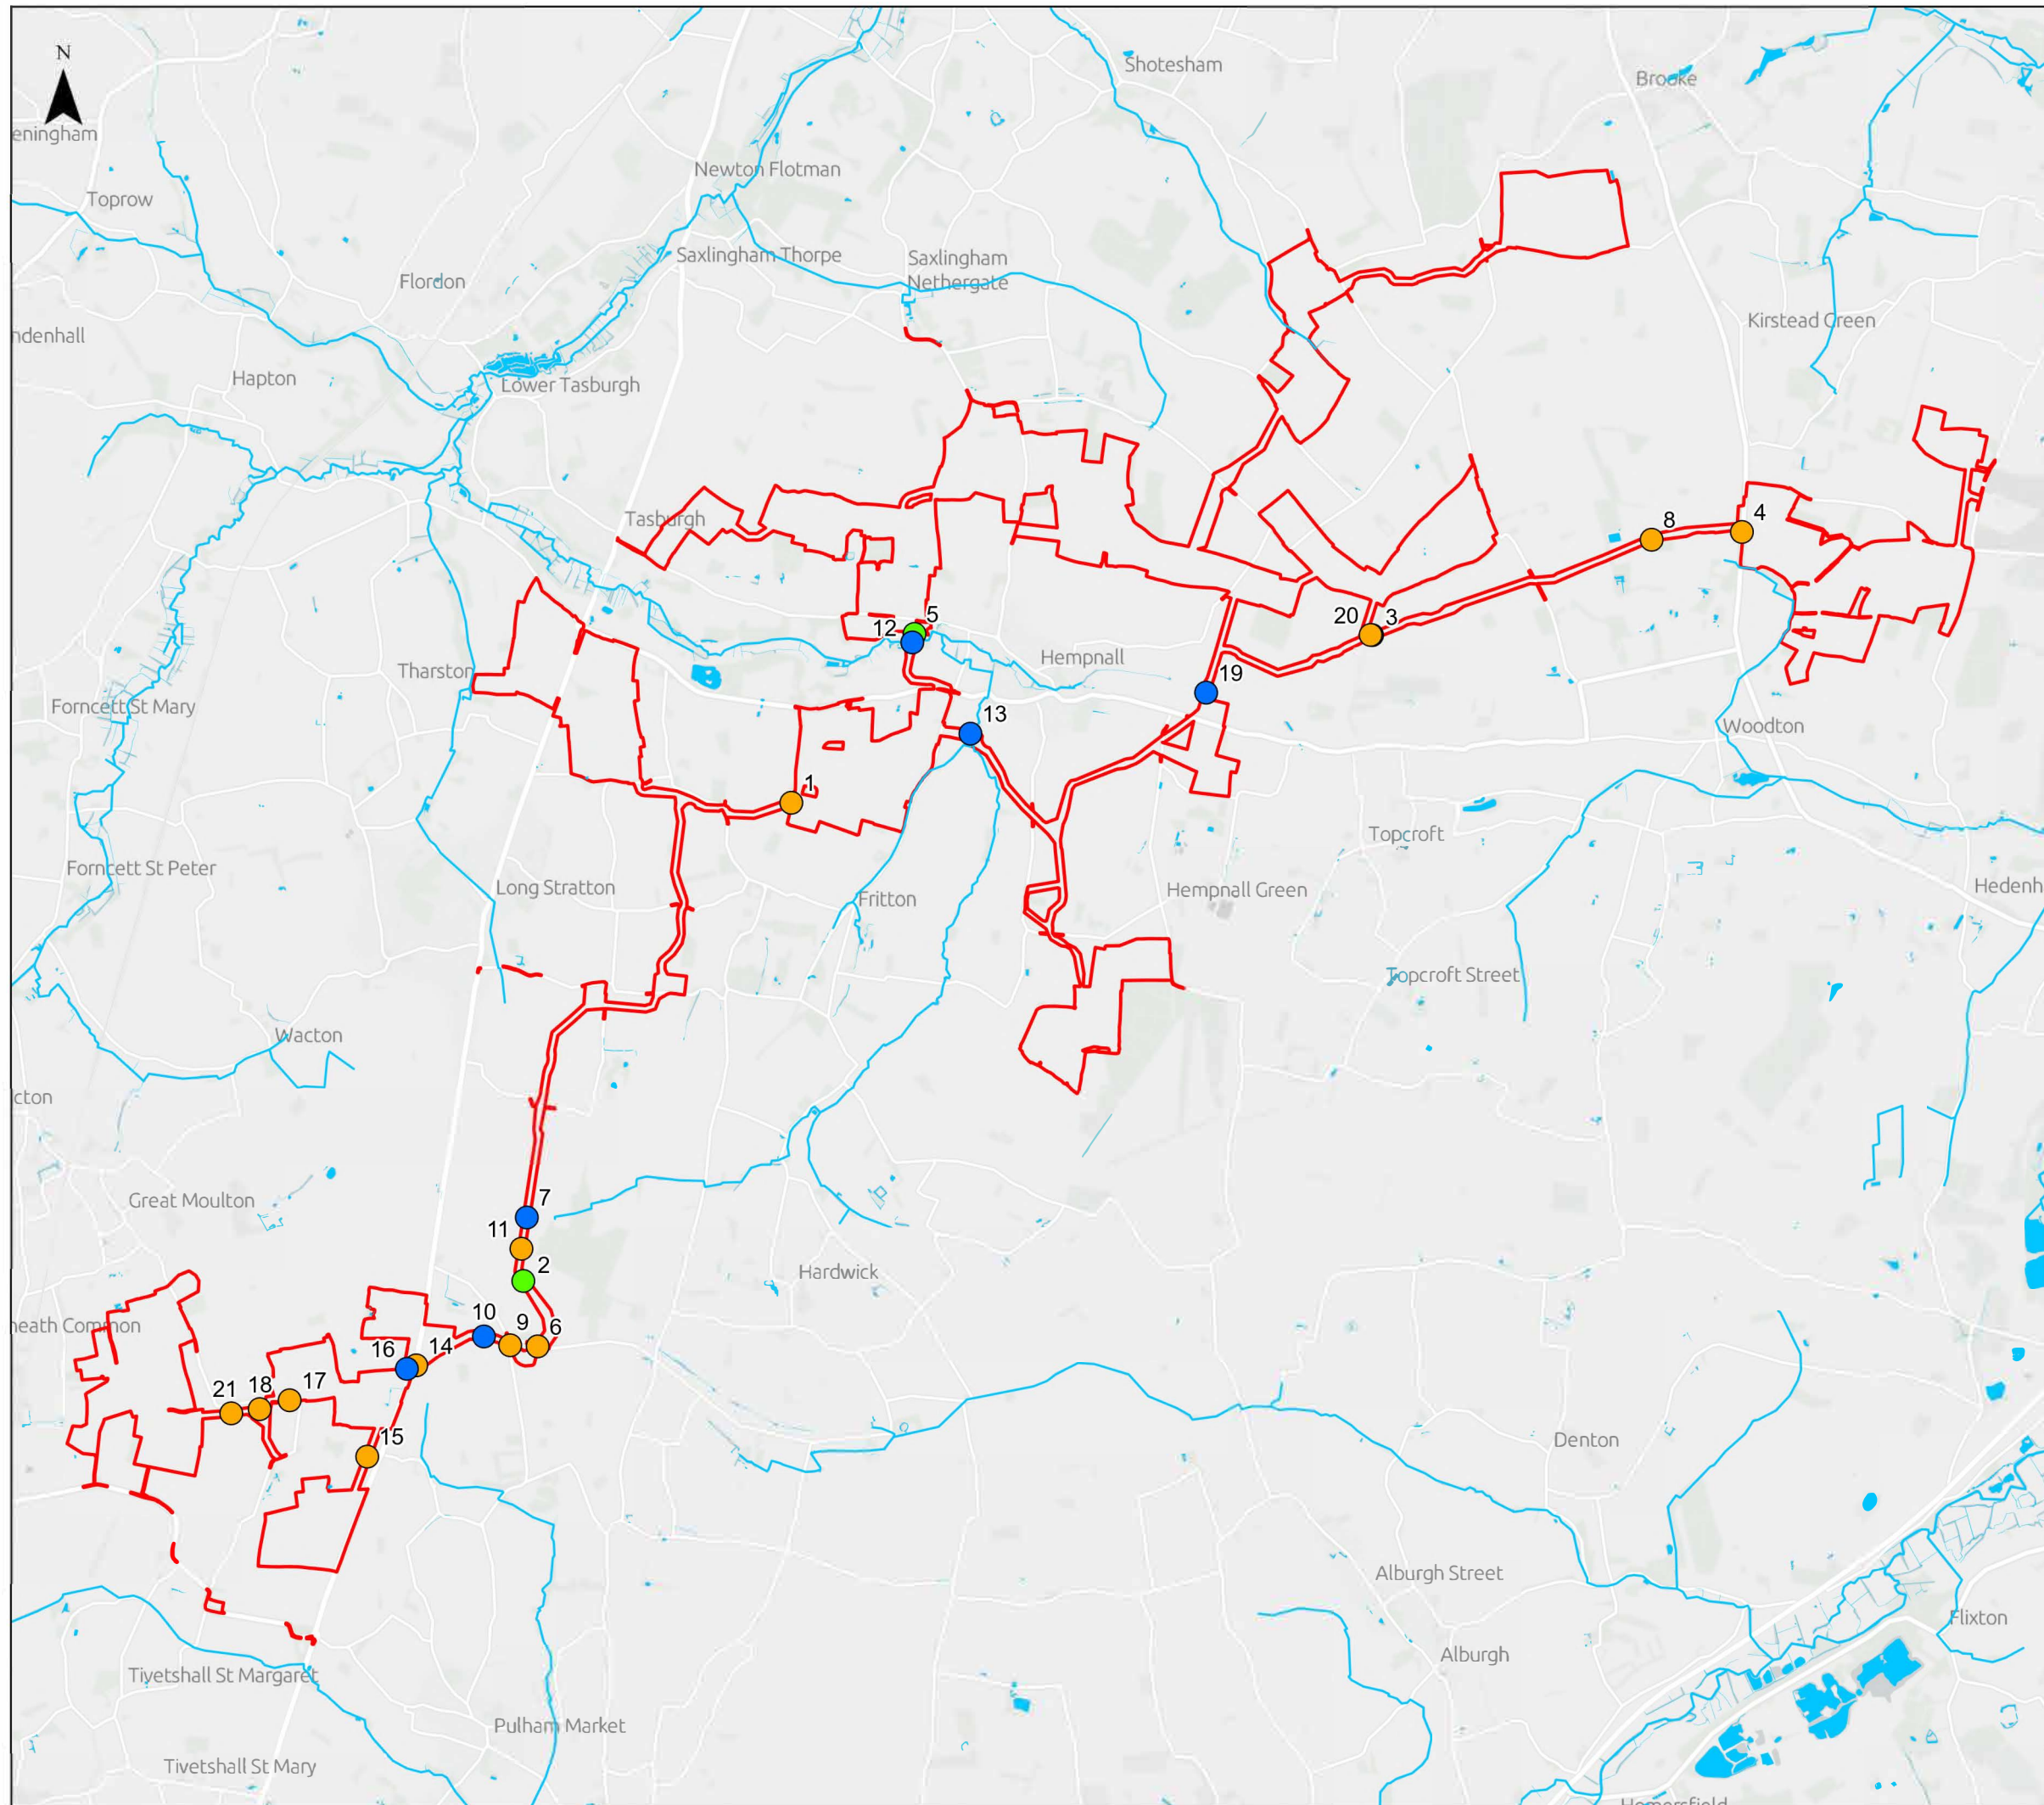 N
Shotesham
Brooke
eningham
Newton Flotman
Toprow
Saxlingham Thorpe
Saxlingham
Nethergate
Flordon
Kirstead Green
ndenhall
Hapton
Lower Tasburgh
Tasburgh
8
4
5
12
20
3
Hempnall
Tharston
19
Forncett St Mary
13
Woodton
1
Topcroft
Forncett St Peter
Long Stratton
Fritton
Hempnall Green
Hedenh
Topcroft Street
Wacton
cton
7
Great Moulton
11
2
Hardwick
heath Common
10
9
6
16
14
21
18
17
15
Denton
Alburgh Street
Flixton
Alburgh
Tivetshall St Margaret
Pulham Market
Tivetshall St Mary
Homersfield